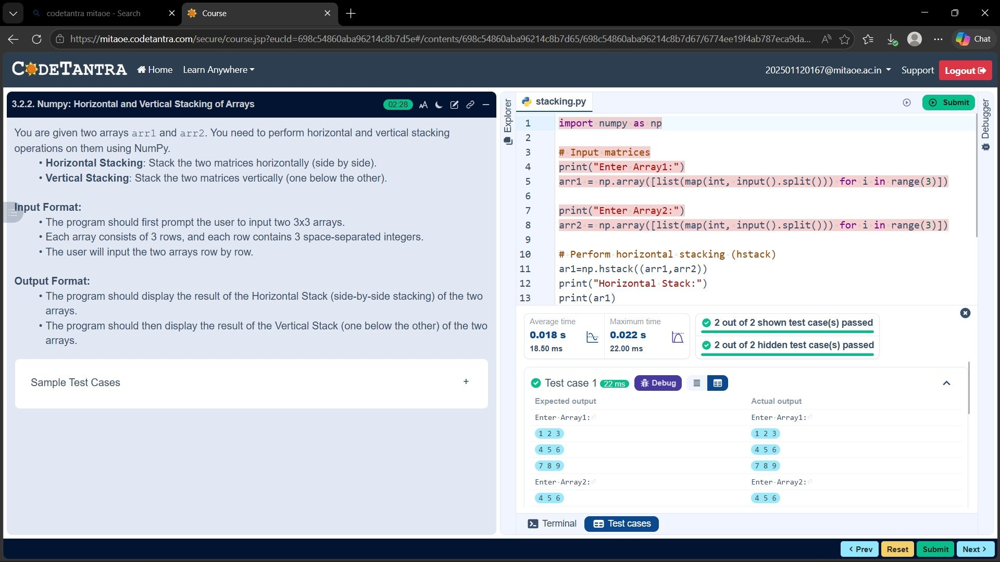 codetantra mitaoe - Search
Course
https://mitaoe.codetantra.com/secure/course.jsp?eucId=698c54860aba96214c8b7d5e#/contents/698c54860aba96214c8b7d65/698c54860aba96214c8b7d67/6774ee19f4ab787eca9da...
Chat
CODETANTRA
Home
Learn Anywhere
202501120167@mitaoe.ac.in
Support
Logout
3.2.2. Numpy: Horizontal and Vertical Stacking of Arrays
02:28
You are given two arrays arr1 and arr2. You need to perform horizontal and vertical stacking
operations on them using NumPy.
• Horizontal Stacking: Stack the two matrices horizontally (side by side).
• Vertical Stacking: Stack the two matrices vertically (one below the other).
Input Format:
• The program should first prompt the user to input two 3x3 arrays.
• Each array consists of 3 rows, and each row contains 3 space-separated integers.
• The user will input the two arrays row by row.
Output Format:
• The program should display the result of the Horizontal Stack (side-by-side stacking) of the two
arrays.
• The program should then display the result of the Vertical Stack (one below the other) of the two
arrays.
Sample Test Cases
+
Explorer
stacking.py
Submit
Debugger
1 import numpy as np
2
3 # Input matrices
4 print("Enter Array1:")
5 arr1 = np.array([list(map(int, input().split())) for i in range(3)])
6
7 print("Enter Array2:")
8 arr2 = np.array([list(map(int, input().split())) for i in range(3)])
9
10 # Perform horizontal stacking (hstack)
11 ar1=np.hstack((arr1,arr2))
12 print("Horizontal Stack:")
13 print(ar1)
Average time
0.018 s
18.50 ms
Maximum time
0.022 s
22.00 ms
2 out of 2 shown test case(s) passed
2 out of 2 hidden test case(s) passed
Test case 1
22 ms
Debug
Expected output
Actual output
Enter·Array1:
Enter·Array1:
1 2 3
1 2 3
4 5 6
4 5 6
7 8 9
7 8 9
Enter·Array2:
Enter·Array2:
4 5 6
4 5 6
Terminal
Test cases
< Prev
Reset
Submit
Next >